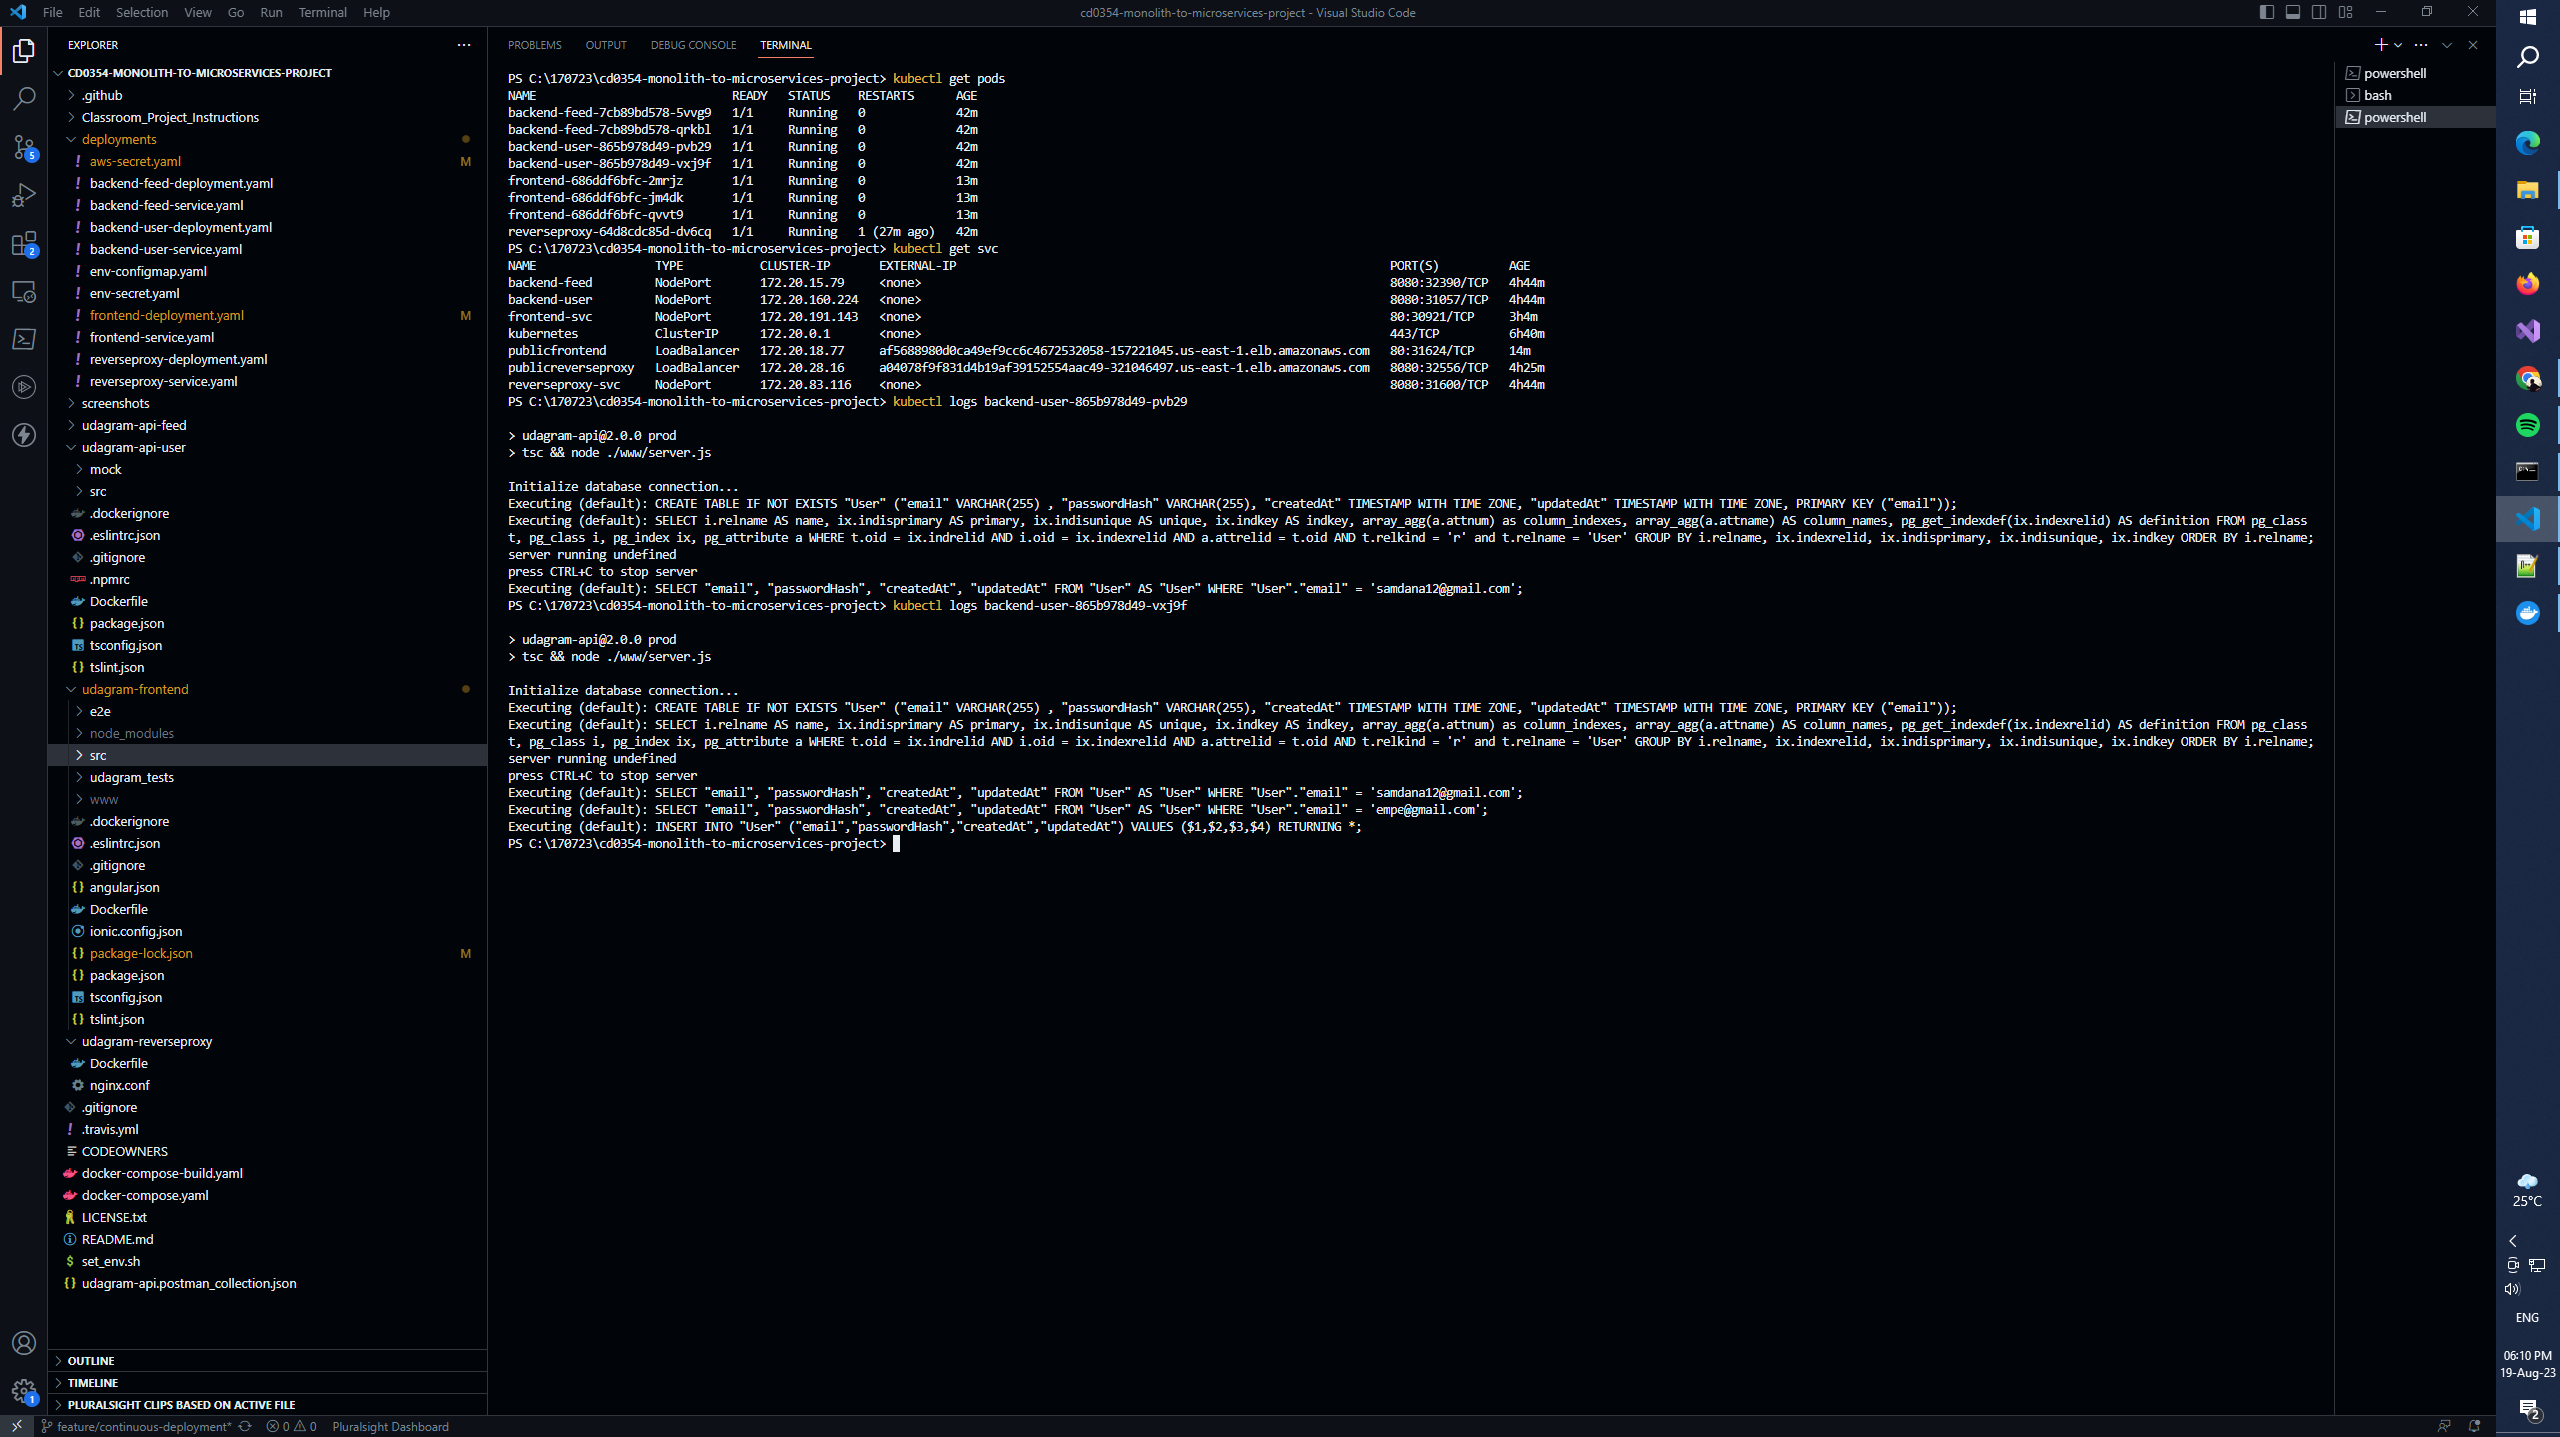 File Edit Selection View Go Run Terminal Help
cd0354-monolith-to-microservices-project - Visual Studio Code
EXPLORER
CD0354-MONOLITH-TO-MICROSERVICES-PROJECT
.github
Classroom_Project_Instructions
deployments
aws-secret.yaml M
backend-feed-deployment.yaml
backend-feed-service.yaml
backend-user-deployment.yaml
backend-user-service.yaml
env-configmap.yaml
env-secret.yaml
frontend-deployment.yaml M
frontend-service.yaml
reverseproxy-deployment.yaml
reverseproxy-service.yaml
screenshots
udagram-api-feed
udagram-api-user
mock
src
.dockerignore
.eslintrc.json
.gitignore
.npmrc
Dockerfile
package.json
tsconfig.json
tslint.json
udagram-frontend
e2e
node_modules
src
udagram_tests
www
.dockerignore
.eslintrc.json
.gitignore
angular.json
Dockerfile
ionic.config.json
package-lock.json M
package.json
tsconfig.json
tslint.json
udagram-reverseproxy
Dockerfile
nginx.conf
.gitignore
.travis.yml
CODEOWNERS
docker-compose-build.yaml
docker-compose.yaml
LICENSE.txt
README.md
set_env.sh
udagram-api.postman_collection.json
OUTLINE
TIMELINE
PLURALSIGHT CLIPS BASED ON ACTIVE FILE
5
2
1
PROBLEMS OUTPUT DEBUG CONSOLE TERMINAL
PS C:\170723\cd0354-monolith-to-microservices-project> kubectl get pods
NAME READY STATUS RESTARTS AGE
backend-feed-7cb89bd578-5vvg9 1/1 Running 0 42m
backend-feed-7cb89bd578-qrkbl 1/1 Running 0 42m
backend-user-865b978d49-pvb29 1/1 Running 0 42m
backend-user-865b978d49-vxj9f 1/1 Running 0 42m
frontend-686ddf6bfc-2mrjz 1/1 Running 0 13m
frontend-686ddf6bfc-jm4dk 1/1 Running 0 13m
frontend-686ddf6bfc-qvvt9 1/1 Running 0 13m
reverseproxy-64d8cdc85d-dv6cq 1/1 Running 1 (27m ago) 42m
PS C:\170723\cd0354-monolith-to-microservices-project> kubectl get svc
NAME TYPE CLUSTER-IP EXTERNAL-IP PORT(S) AGE
backend-feed NodePort 172.20.15.79 <none> 8080:32390/TCP 4h44m
backend-user NodePort 172.20.160.224 <none> 8080:31057/TCP 4h44m
frontend-svc NodePort 172.20.191.143 <none> 80:30921/TCP 3h4m
kubernetes ClusterIP 172.20.0.1 <none> 443/TCP 6h40m
publicfrontend LoadBalancer 172.20.18.77 af5688980d0ca49ef9cc6c4672532058-157221045.us-east-1.elb.amazonaws.com 80:31624/TCP 14m
publicreverseproxy LoadBalancer 172.20.28.16 a04078f9f831d4b19af39152554aac49-321046497.us-east-1.elb.amazonaws.com 8080:32556/TCP 4h25m
reverseproxy-svc NodePort 172.20.83.116 <none> 8080:31600/TCP 4h44m
PS C:\170723\cd0354-monolith-to-microservices-project> kubectl logs backend-user-865b978d49-pvb29
> udagram-api@2.0.0 prod
> tsc && node ./www/server.js
Initialize database connection...
Executing (default): CREATE TABLE IF NOT EXISTS "User" ("email" VARCHAR(255) , "passwordHash" VARCHAR(255), "createdAt" TIMESTAMP WITH TIME ZONE, "updatedAt" TIMESTAMP WITH TIME ZONE, PRIMARY KEY ("email"));
Executing (default): SELECT i.relname AS name, ix.indisprimary AS primary, ix.indisunique AS unique, ix.indkey AS indkey, array_agg(a.attnum) as column_indexes, array_agg(a.attname) AS column_names, pg_get_indexdef(ix.indexrelid) AS definition FROM pg_class
t, pg_class i, pg_index ix, pg_attribute a WHERE t.oid = ix.indrelid AND i.oid = ix.indexrelid AND a.attrelid = t.oid AND t.relkind = 'r' and t.relname = 'User' GROUP BY i.relname, ix.indexrelid, ix.indisprimary, ix.indisunique, ix.indkey ORDER BY i.relname;
server running undefined
press CTRL+C to stop server
Executing (default): SELECT "email", "passwordHash", "createdAt", "updatedAt" FROM "User" AS "User" WHERE "User"."email" = 'samdana12@gmail.com';
PS C:\170723\cd0354-monolith-to-microservices-project> kubectl logs backend-user-865b978d49-vxj9f
> udagram-api@2.0.0 prod
> tsc && node ./www/server.js
Initialize database connection...
Executing (default): CREATE TABLE IF NOT EXISTS "User" ("email" VARCHAR(255) , "passwordHash" VARCHAR(255), "createdAt" TIMESTAMP WITH TIME ZONE, "updatedAt" TIMESTAMP WITH TIME ZONE, PRIMARY KEY ("email"));
Executing (default): SELECT i.relname AS name, ix.indisprimary AS primary, ix.indisunique AS unique, ix.indkey AS indkey, array_agg(a.attnum) as column_indexes, array_agg(a.attname) AS column_names, pg_get_indexdef(ix.indexrelid) AS definition FROM pg_class
t, pg_class i, pg_index ix, pg_attribute a WHERE t.oid = ix.indrelid AND i.oid = ix.indexrelid AND a.attrelid = t.oid AND t.relkind = 'r' and t.relname = 'User' GROUP BY i.relname, ix.indexrelid, ix.indisprimary, ix.indisunique, ix.indkey ORDER BY i.relname;
server running undefined
press CTRL+C to stop server
Executing (default): SELECT "email", "passwordHash", "createdAt", "updatedAt" FROM "User" AS "User" WHERE "User"."email" = 'samdana12@gmail.com';
Executing (default): SELECT "email", "passwordHash", "createdAt", "updatedAt" FROM "User" AS "User" WHERE "User"."email" = 'empe@gmail.com';
Executing (default): INSERT INTO "User" ("email","passwordHash","createdAt","updatedAt") VALUES ($1,$2,$3,$4) RETURNING *;
PS C:\170723\cd0354-monolith-to-microservices-project>
powershell
bash
powershell
feature/continuous-deployment* 0 0 Pluralsight Dashboard
25°C
ENG
06:10 PM
19-Aug-23
2